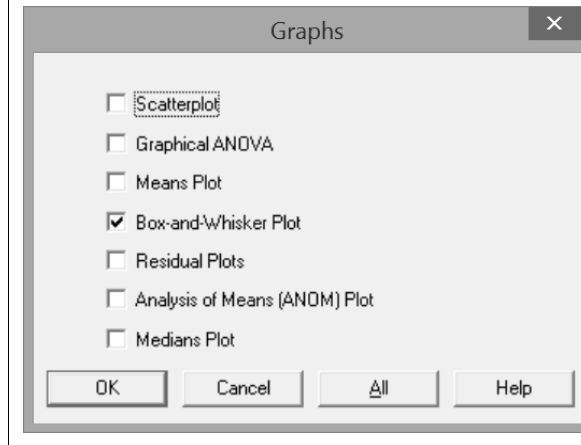 Graphs
Scatterplot
Graphical ANOVA
Means Plot
Box-and-Whisker Plot
Residual Plots
Analysis of Means (ANOM) Plot
Medians Plot
OK Cancel All Help